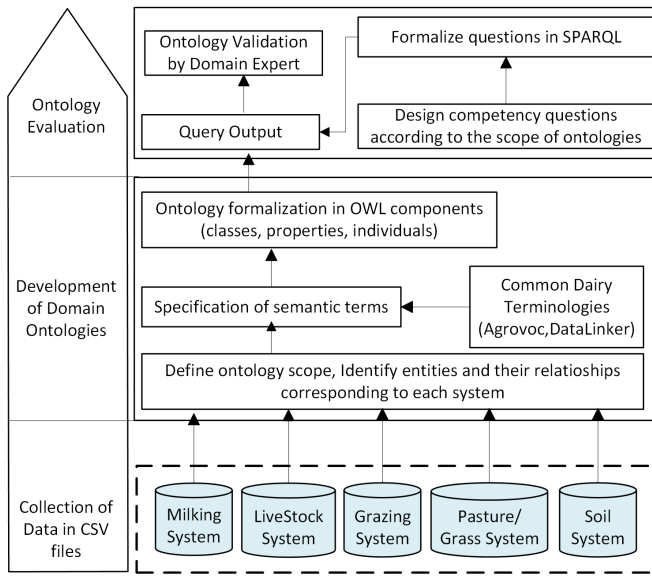 Ontology
Evaluation
Ontology Validation
by Domain Expert
Formalize questions in SPARQL
Query Output
Design competency questions
according to the scope of ontologies
Development
of Domain
Ontologies
Ontology formalization in OWL components
(classes, properties, individuals)
Specification of semantic terms
Common Dairy
Terminologies
(Agrovoc,DataLinker)
Define ontology scope, Identify entities and their relatioships
corresponding to each system
Collection of
Data in CSV
files
Milking
System
LiveStock
System
Grazing
System
Pasture/
Grass System
Soil
System